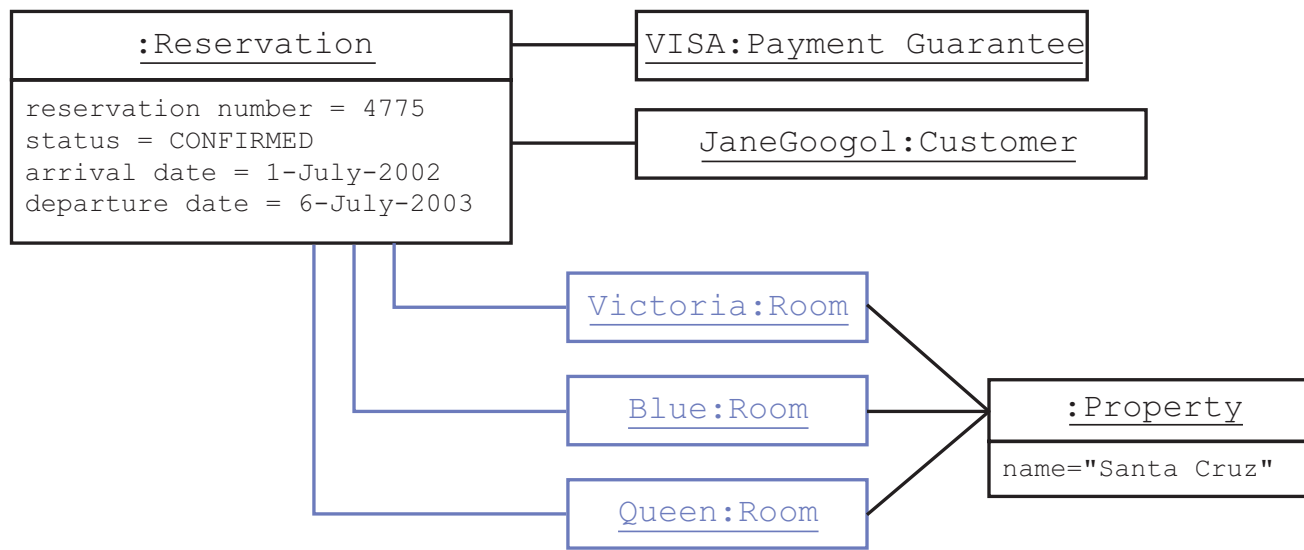 :Reservation
reservation number = 4775
status = CONFIRMED
arrival date = 1-July-2002
departure date = 6-July-2003
VISA:Payment Guarantee
JaneGoogol:Customer
Victoria:Room
Blue:Room
Queen:Room
:Property
name="Santa Cruz"